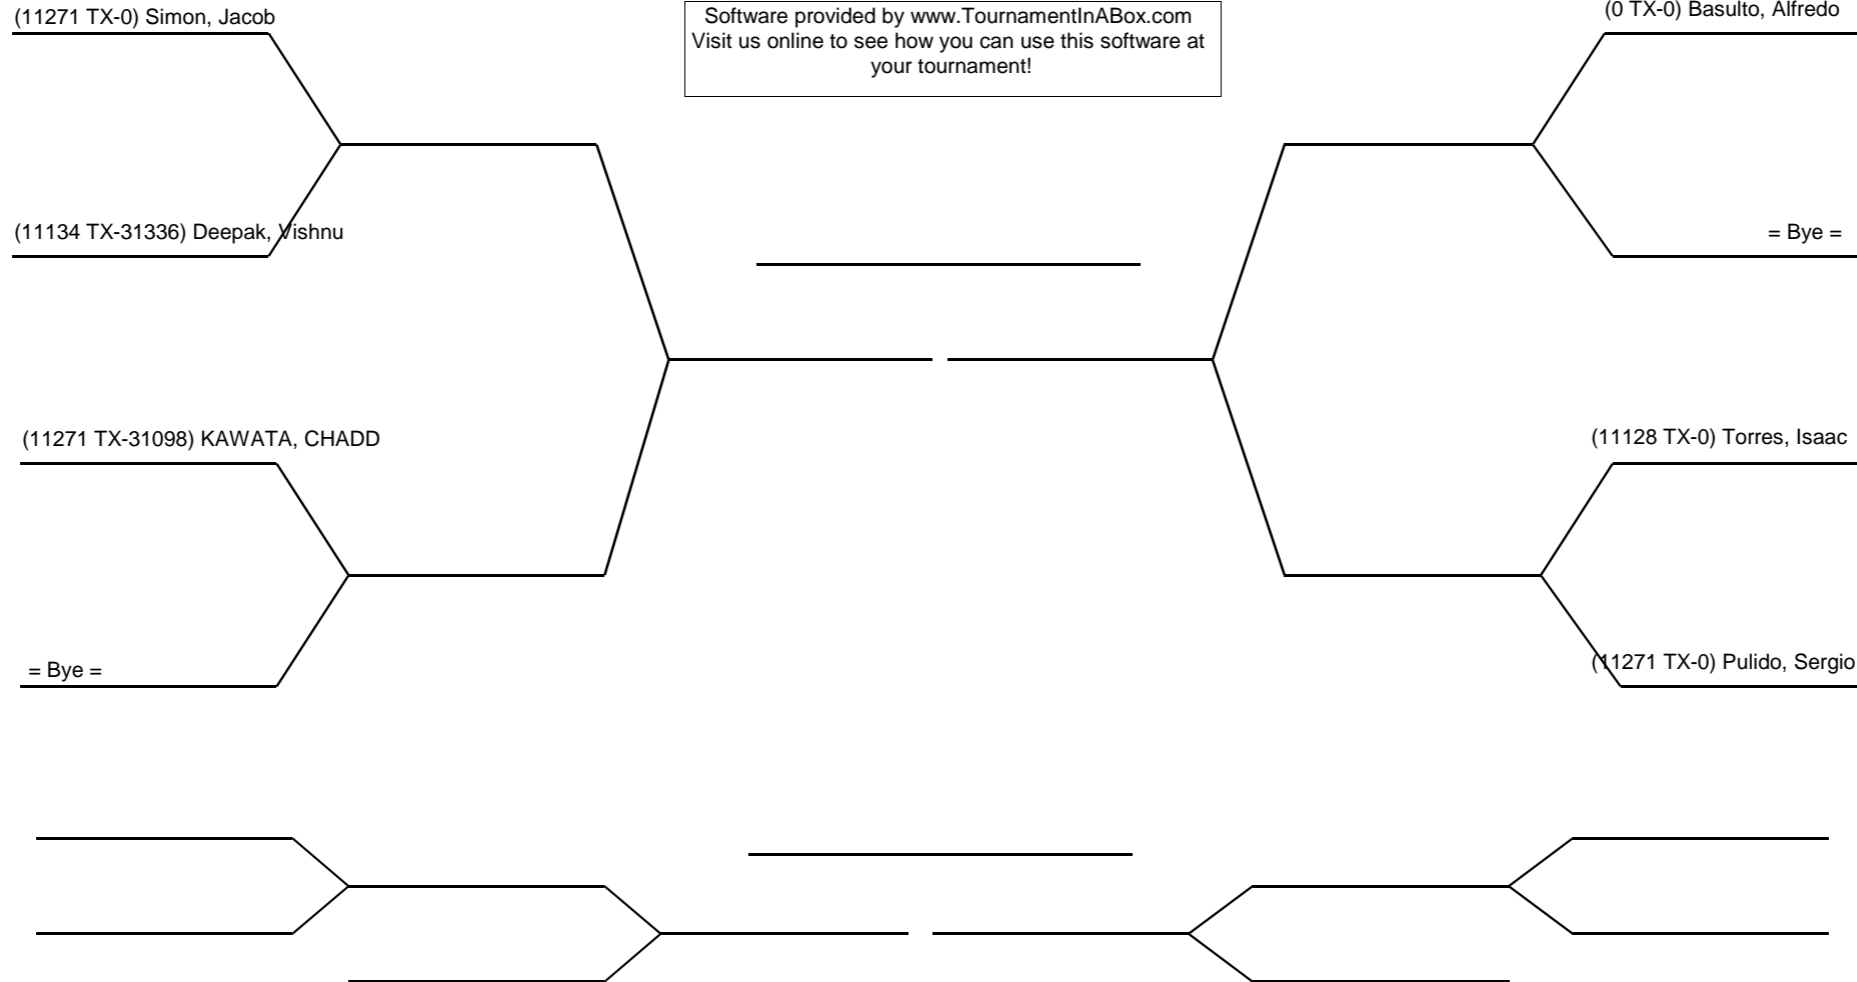 (11271 TX-0) Simon, Jacob
Software provided by www.TournamentInABox.com
Visit us online to see how you can use this software at
your tournament!
(0 TX-0) Basulto, Alfredo
(11134 TX-31336) Deepak, Vishnu
= Bye =
(11271 TX-31098) KAWATA, CHADD
(11128 TX-0) Torres, Isaac
= Bye =
(11271 TX-0) Pulido, Sergio